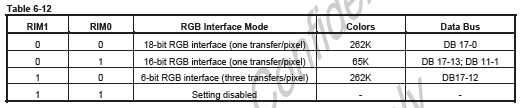 Table 6-12
RIM1 RIM0 RGB Interface Mode Colors Data Bus
0 0 18-bit RGB interface (one transfer/pixel) 262K DB 17-0
0 1 16-bit RGB interface (one transfer/pixel) 65K DB 17-13; DB 11-1
1 0 6-bit RGB interface (three transfers/pixel) 262K DB17-12
1 1 Setting disabled - -